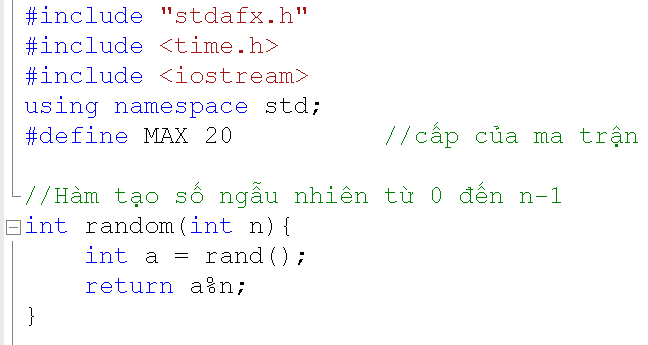 #include "stdafx.h"
#include <time.h>
#include <iostream>
using namespace std;
#define MAX 20          //cấp của ma trận
//Hàm tạo số ngẫu nhiên từ 0 đến n-1
int random(int n){
    int a = rand();
    return a%n;
}